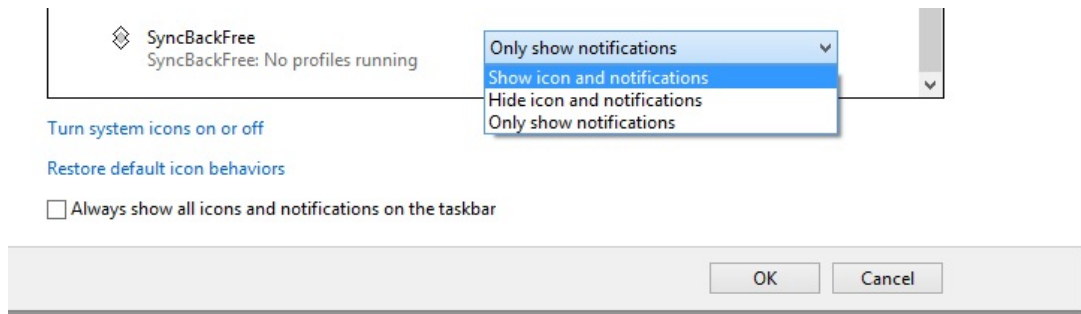 SyncBackFree
SyncBackFree: No profiles running
Only show notifications
Show icon and notifications
Hide icon and notifications
Only show notifications
Turn system icons on or off
Restore default icon behaviors
Always show all icons and notifications on the taskbar
OK
Cancel